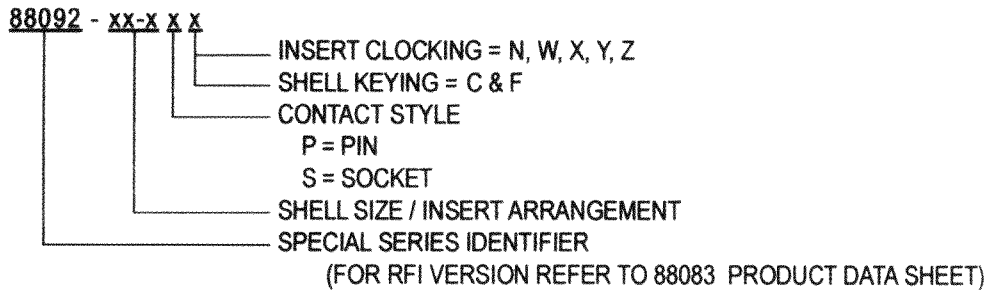 88092 - xx-x x x
INSERT CLOCKING = N, W, X, Y, Z
SHELL KEYING = C & F
CONTACT STYLE
P = PIN
S = SOCKET
SHELL SIZE / INSERT ARRANGEMENT
SPECIAL SERIES IDENTIFIER
(FOR RFI VERSION REFER TO 88083 PRODUCT DATA SHEET)